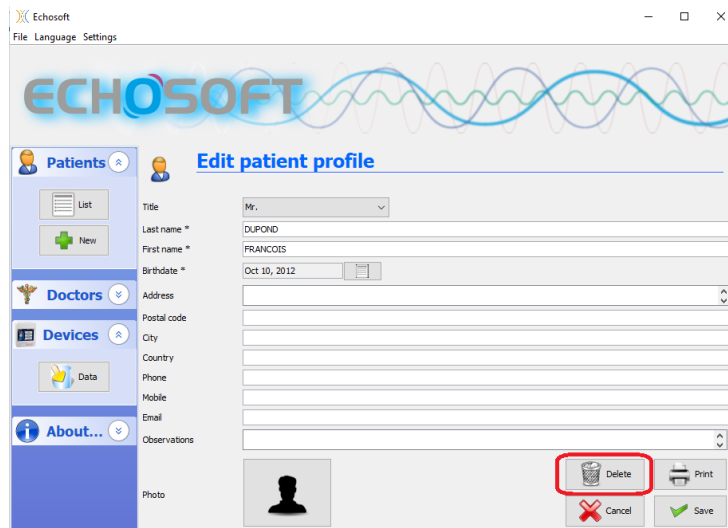 Echosoft
File Language Settings
ECHOSOFT
Patients
List
New
Doctors
Devices
Data
About...
Edit patient profile
Title Mr.
Last name * DUPOND
First name * FRANCOIS
Birthdate * Oct 10, 2012
Address
Postal code
City
Country
Phone
Mobile
Email
Observations
Photo
Delete Print
Cancel Save